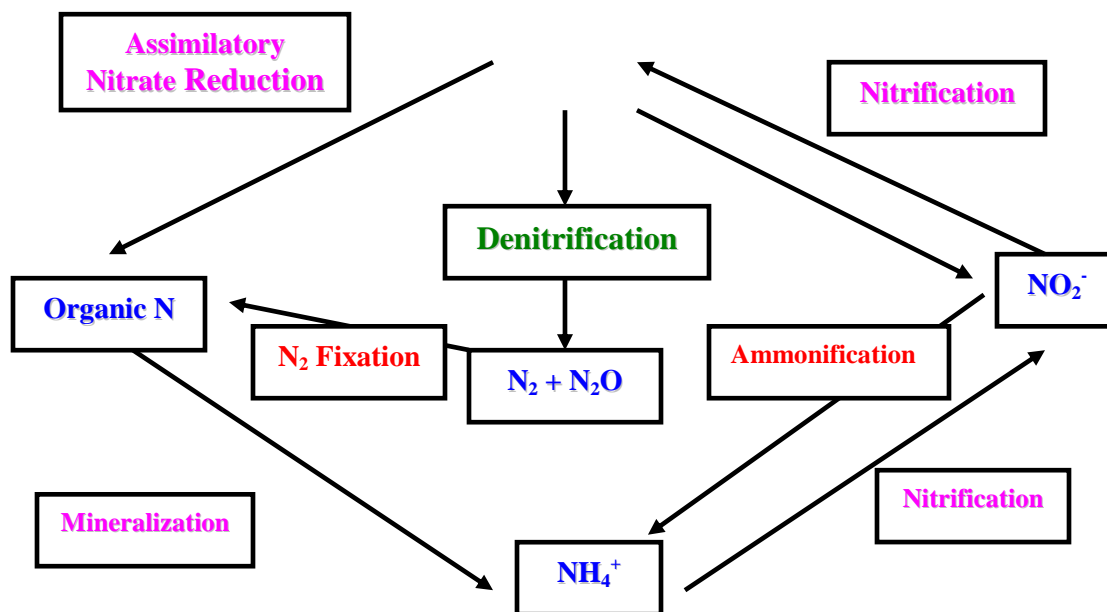 Assimilatory
Nitrate Reduction
Nitrification
Denitrification
NO₂⁻
Organic N
N₂ Fixation
N₂ + N₂O
Ammonification
Mineralization
Nitrification
NH₄⁺